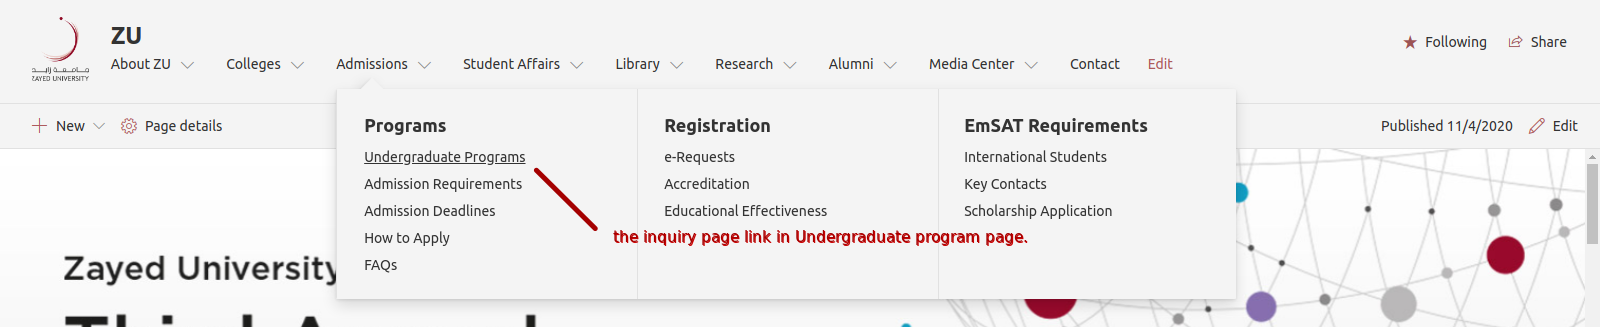 ZU
Following
Share
جامعة زايد
ZAYED UNIVERSITY
About ZU
Colleges
Admissions
Student Affairs
Library
Research
Alumni
Media Center
Contact
Edit
New
Page details
Published 11/4/2020
Edit
Programs
Undergraduate Programs
Admission Requirements
Admission Deadlines
How to Apply
FAQs
Registration
e-Requests
Accreditation
Educational Effectiveness
EmSAT Requirements
International Students
Key Contacts
Scholarship Application
the inquiry page link in Undergraduate program page.
Zayed University